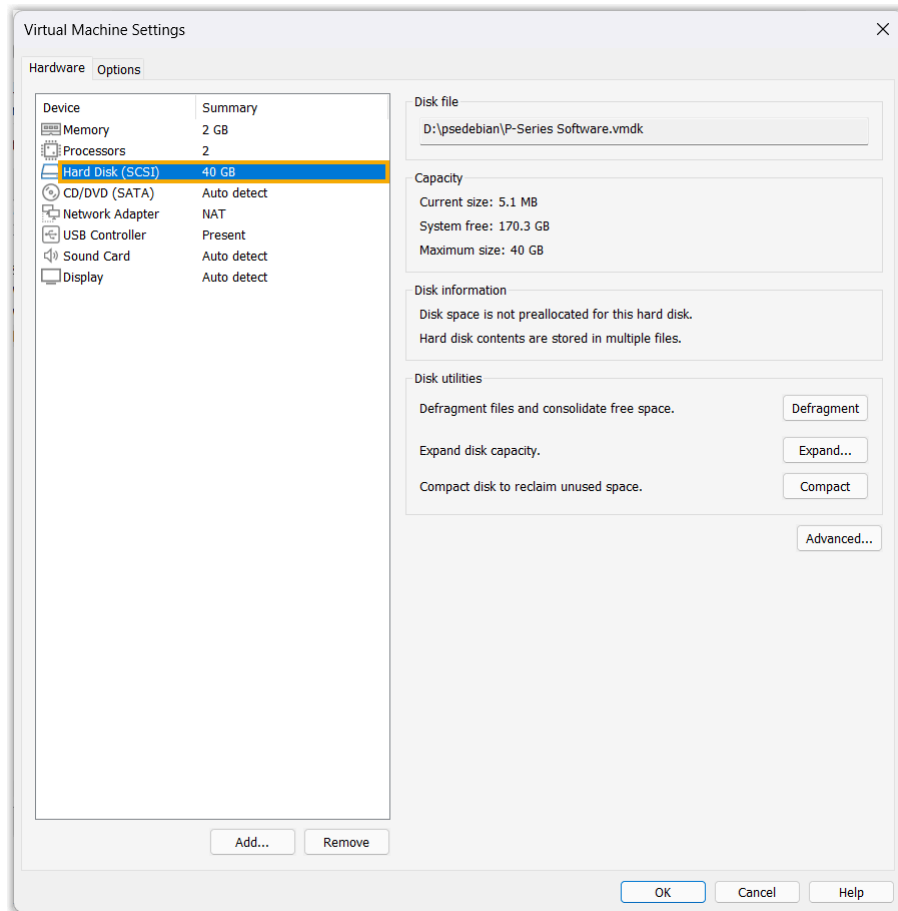 Virtual Machine Settings
Hardware Options
Device Summary
Memory 2 GB
Processors 2
Hard Disk (SCSI) 40 GB
CD/DVD (SATA) Auto detect
Network Adapter NAT
USB Controller Present
Sound Card Auto detect
Display Auto detect
Add... Remove
Disk file
D:\psedebian\P-Series Software.vmdk
Capacity
Current size: 5.1 MB
System free: 170.3 GB
Maximum size: 40 GB
Disk information
Disk space is not preallocated for this hard disk.
Hard disk contents are stored in multiple files.
Disk utilities
Defragment files and consolidate free space. Defragment
Expand disk capacity. Expand...
Compact disk to reclaim unused space. Compact
Advanced...
OK Cancel Help